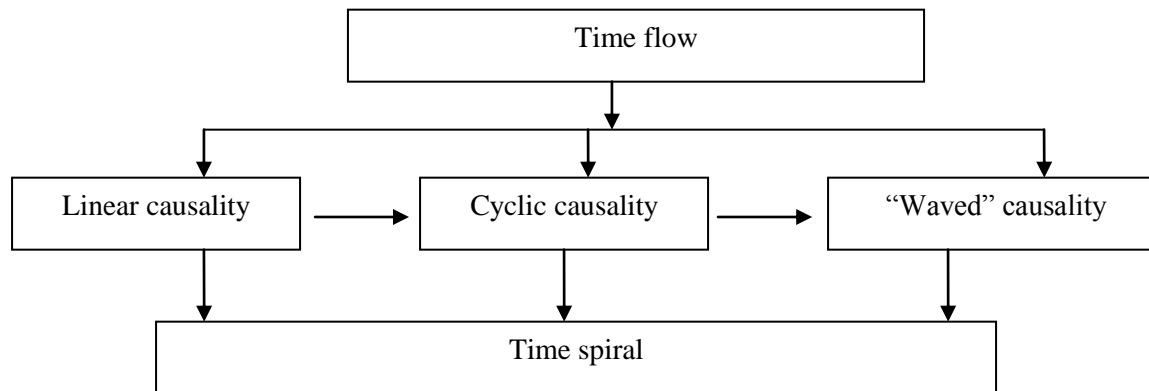 Time flow
Linear causality
Cyclic causality
“Waved” causality
Time spiral